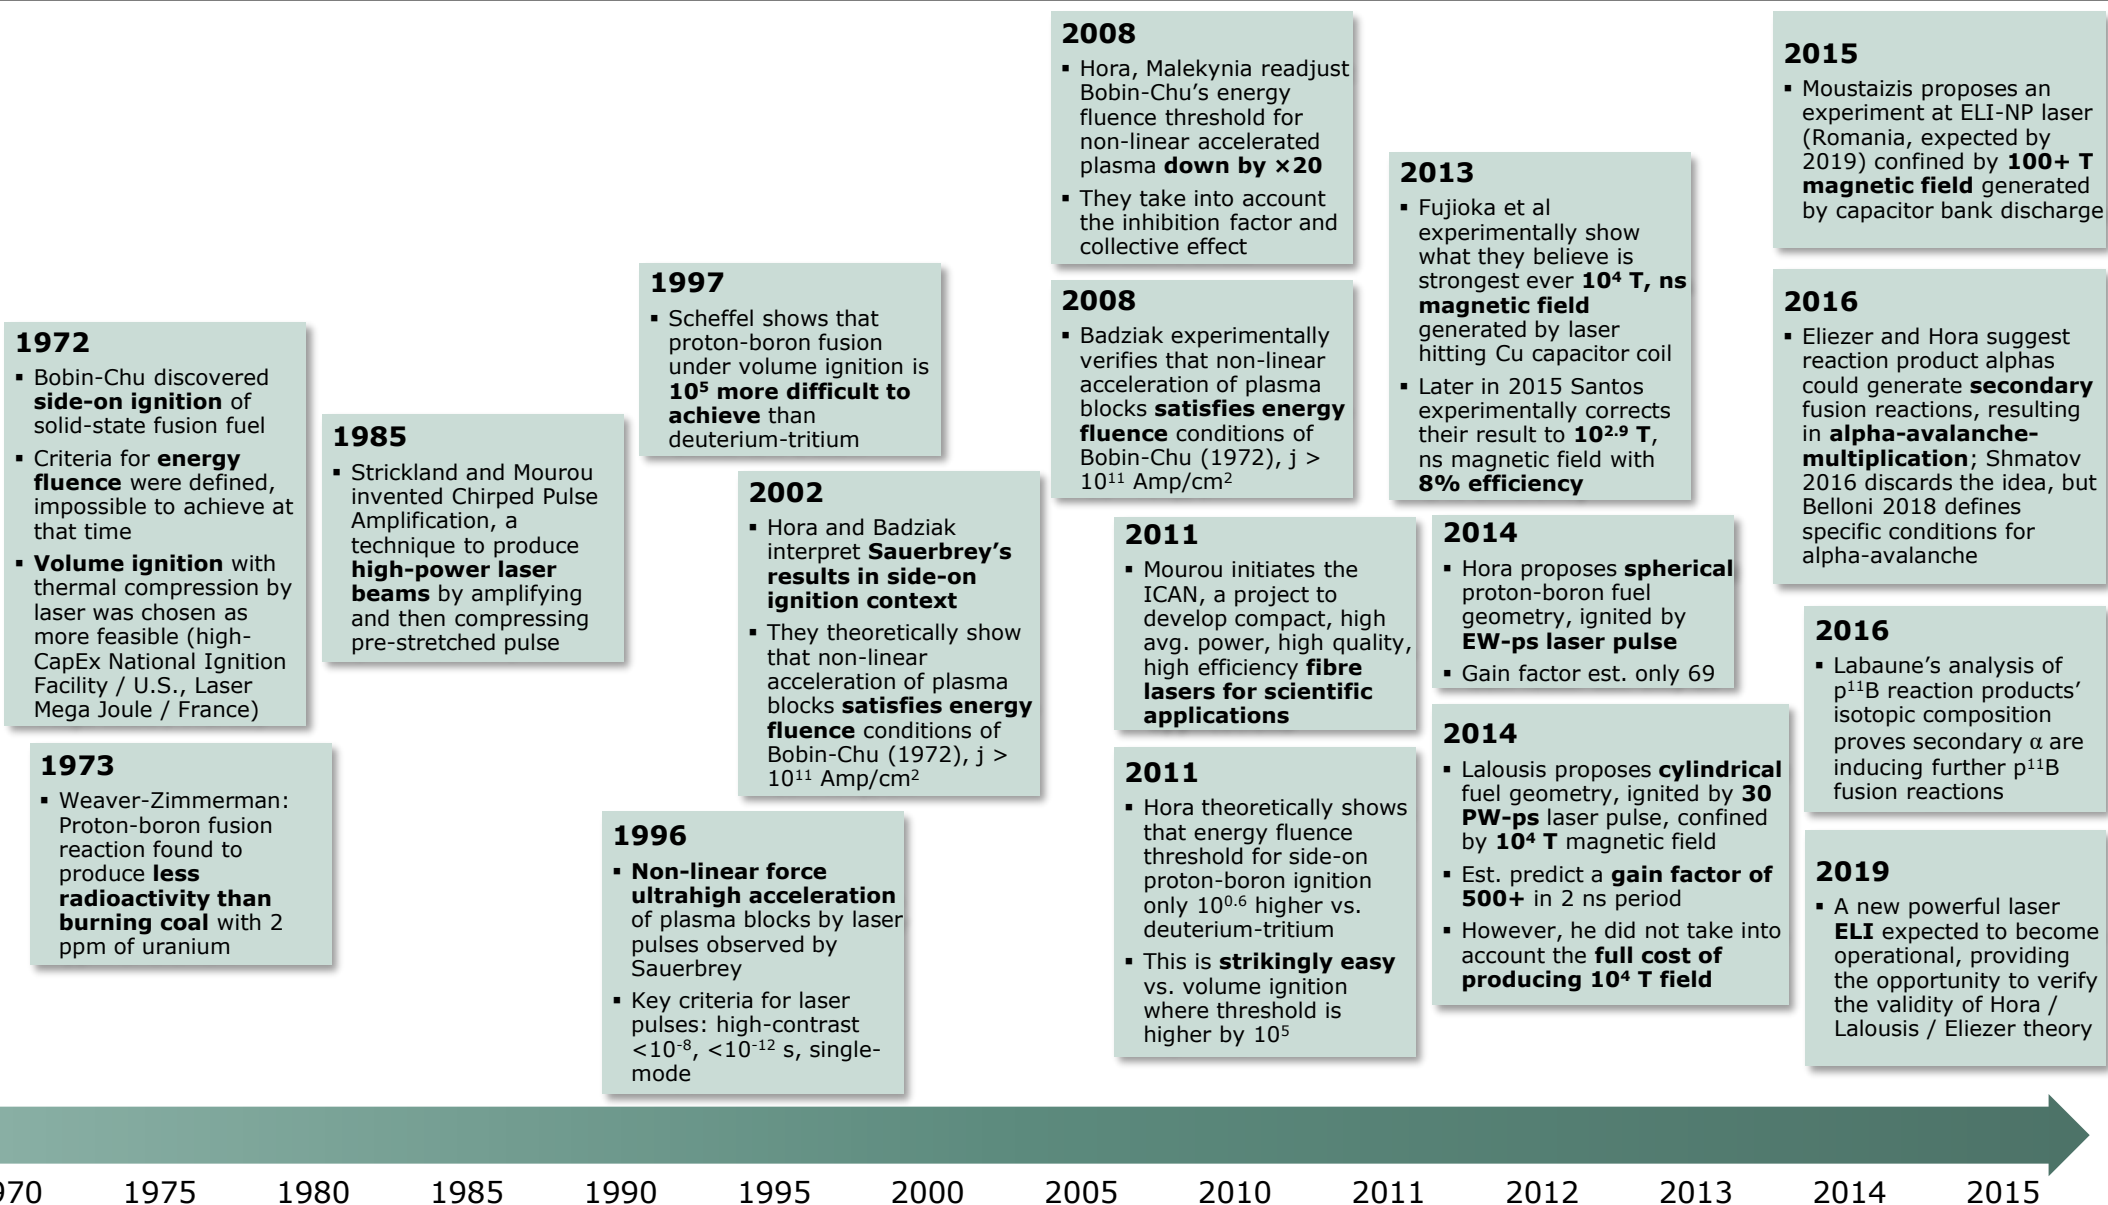 1972
▪ Bobin-Chu discovered
side-on ignition of
solid-state fusion fuel
▪ Criteria for energy
fluence were defined,
impossible to achieve at
that time
▪ Volume ignition with
thermal compression by
laser was chosen as
more feasible (high-
CapEx National Ignition
Facility / U.S., Laser
Mega Joule / France)
1973
▪ Weaver-Zimmerman:
Proton-boron fusion
reaction found to
produce less
radioactivity than
burning coal with 2
ppm of uranium
1985
▪ Strickland and Mourou
invented Chirped Pulse
Amplification, a
technique to produce
high-power laser
beams by amplifying
and then compressing
pre-stretched pulse
1997
▪ Scheffel shows that
proton-boron fusion
under volume ignition is
10⁵ more difficult to
achieve than
deuterium-tritium
2002
▪ Hora and Badziak
interpret Sauerbrey’s
results in side-on
ignition context
▪ They theoretically show
that non-linear
acceleration of plasma
blocks satisfies energy
fluence conditions of
Bobin-Chu (1972), j >
10¹¹ Amp/cm²
1996
▪ Non-linear force
ultrahigh acceleration
of plasma blocks by laser
pulses observed by
Sauerbrey
▪ Key criteria for laser
pulses: high-contrast
<10⁻⁸, <10⁻¹² s, single-
mode
2008
▪ Hora, Malekynia readjust
Bobin-Chu’s energy
fluence threshold for
non-linear accelerated
plasma down by ×20
▪ They take into account
the inhibition factor and
collective effect
2008
▪ Badziak experimentally
verifies that non-linear
acceleration of plasma
blocks satisfies energy
fluence conditions of
Bobin-Chu (1972), j >
10¹¹ Amp/cm²
2011
▪ Mourou initiates the
ICAN, a project to
develop compact, high
avg. power, high quality,
high efficiency fibre
lasers for scientific
applications
2011
▪ Hora theoretically shows
that energy fluence
threshold for side-on
proton-boron ignition
only 10⁰·⁶ higher vs.
deuterium-tritium
▪ This is strikingly easy
vs. volume ignition
where threshold is
higher by 10⁵
2013
▪ Fujioka et al
experimentally show
what they believe is
strongest ever 10⁴ T, ns
magnetic field
generated by laser
hitting Cu capacitor coil
▪ Later in 2015 Santos
experimentally corrects
their result to 10²·⁹ T,
ns magnetic field with
8% efficiency
2014
▪ Hora proposes spherical
proton-boron fuel
geometry, ignited by
EW-ps laser pulse
▪ Gain factor est. only 69
2014
▪ Lalousis proposes cylindrical
fuel geometry, ignited by 30
PW-ps laser pulse, confined
by 10⁴ T magnetic field
▪ Est. predict a gain factor of
500+ in 2 ns period
▪ However, he did not take into
account the full cost of
producing 10⁴ T field
2015
▪ Moustaizis proposes an
experiment at ELI-NP laser
(Romania, expected by
2019) confined by 100+ T
magnetic field generated
by capacitor bank discharge
2016
▪ Eliezer and Hora suggest
reaction product alphas
could generate secondary
fusion reactions, resulting
in alpha-avalanche-
multiplication; Shmatov
2016 discards the idea, but
Belloni 2018 defines
specific conditions for
alpha-avalanche
2016
▪ Labaune’s analysis of
p¹¹B reaction products’
isotopic composition
proves secondary α are
inducing further p¹¹B
fusion reactions
2019
▪ A new powerful laser
ELI expected to become
operational, providing
the opportunity to verify
the validity of Hora /
Lalousis / Eliezer theory
970 1975 1980 1985 1990 1995 2000 2005 2010 2011 2012 2013 2014 2015